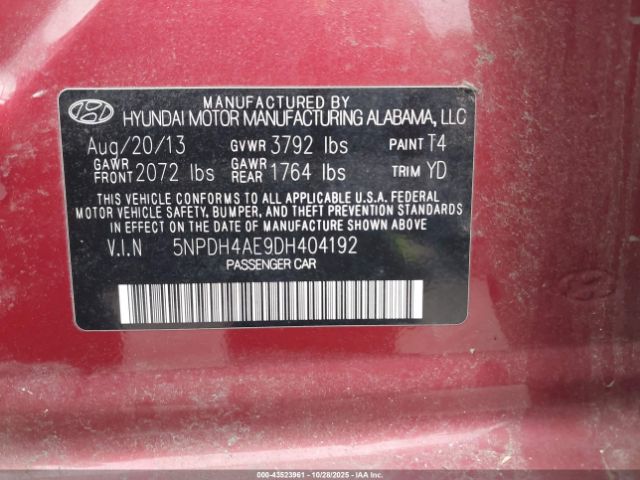 MANUFACTURED BY
HYUNDAI MOTOR MANUFACTURING ALABAMA, LLC
Aug/20/13 GVWR 3792 lbs PAINT T4
GAWR FRONT 2072 lbs GAWR REAR 1764 lbs TRIM YD
THIS VEHICLE CONFORMS TO ALL APPLICABLE U.S.A. FEDERAL
MOTOR VEHICLE SAFETY, BUMPER, AND THEFT PREVENTION STANDARDS
IN EFFECT ON THE DATE OF MANUFACTURE SHOWN ABOVE
V.I.N 5NPDH4AE9DH404192
PASSENGER CAR
000-43523961 | 10/28/2025 | IAAI.COM